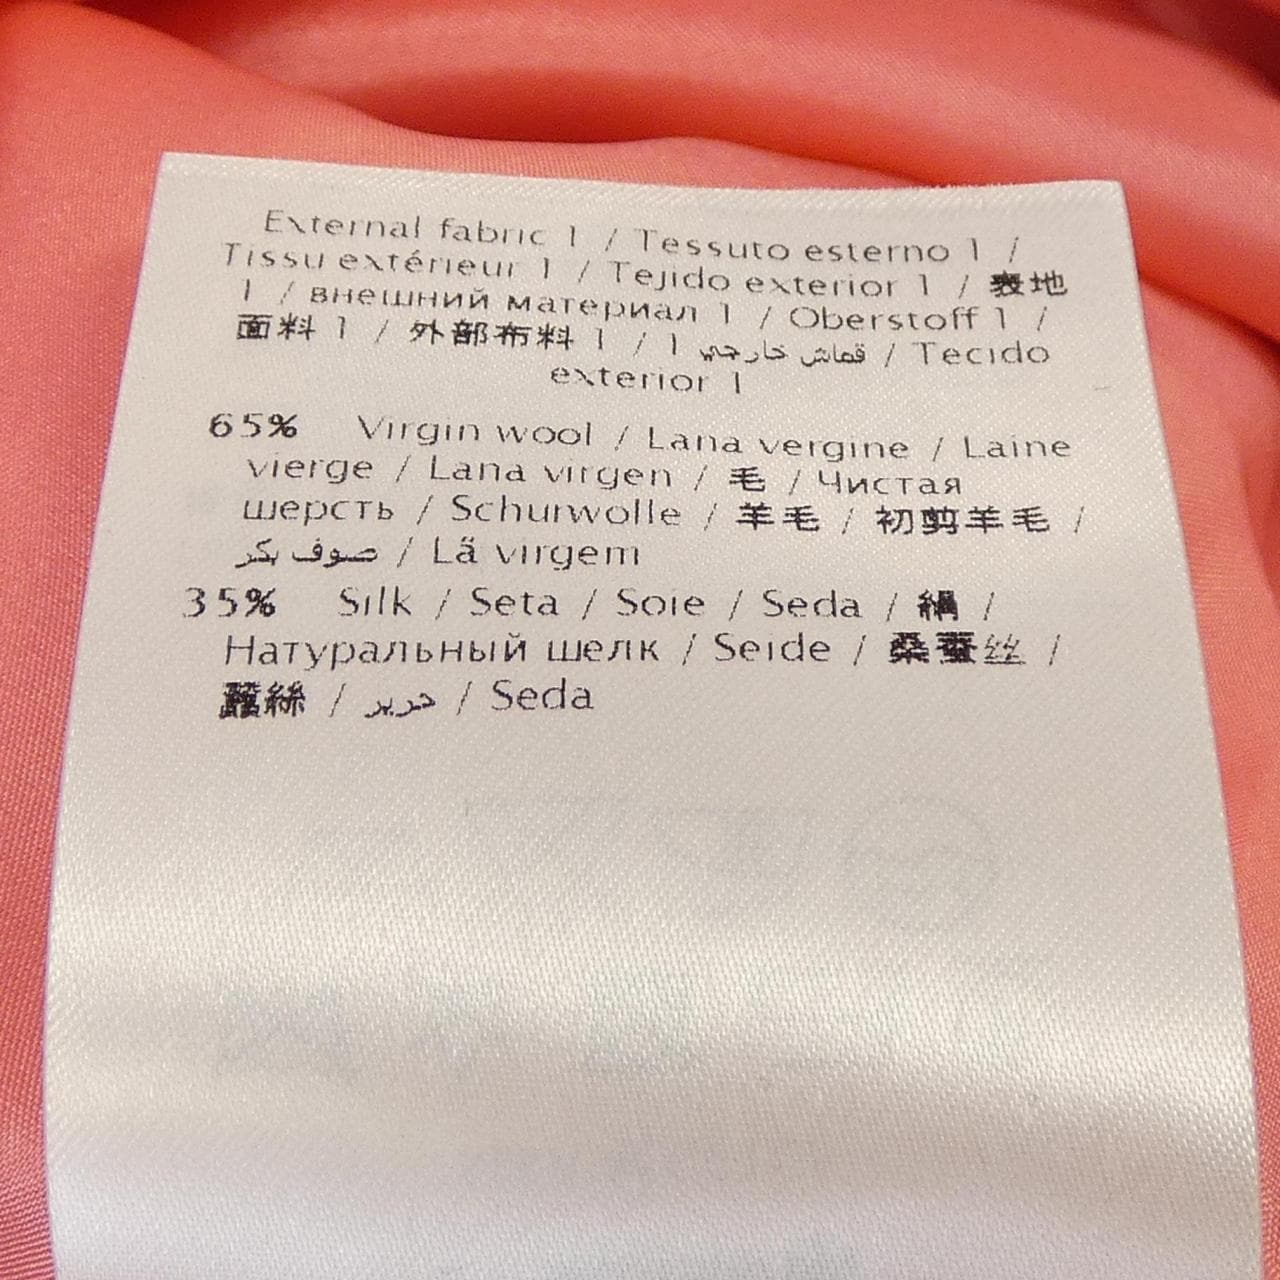 External fabric 1 / Tessuto esterno 1 /
Tissu extérieur 1 / Tejido exterior 1 / 表地
1 / внешний материал 1 / Oberstoff 1 /
面料 1 / 外部布料 1 / قماش خارجي 1 / Tecido
exterior 1
65% Virgin wool / Lana vergine / Laine
vierge / Lana virgen / 毛 / Чистая
шерсть / Schurwolle / 羊毛 / 初剪羊毛 /
صوف بكر / Lã virgem
35% Silk / Seta / Soie / Seda / 絹 /
Натуральный шелк / Seide / 桑蚕丝 /
蠶絲 / حرير / Seda